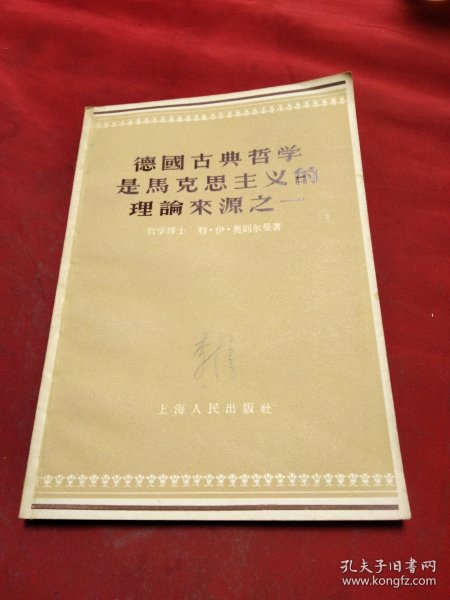 德國古典哲学
是馬克思主义的
理論來源之一
哲学博士 特·伊·奥则尔曼著
上海人民出版社
孔夫子旧书网
www.kongfz.com